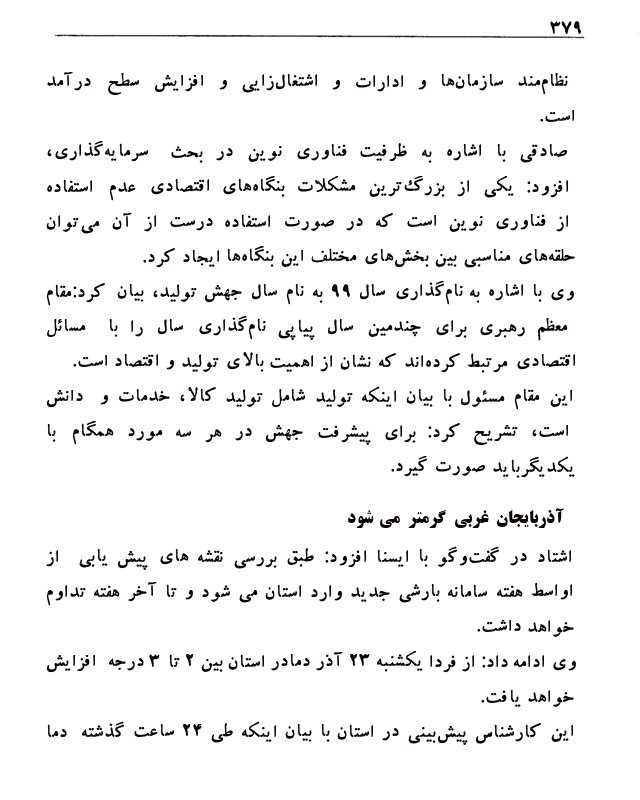 ۳۷۹
نظام‌مند سازمان‌ها و ادارات و اشتغال‌زایی و افزایش سطح درآمد
است.
صادقی با اشاره به ظرفیت فناوری نوین در بحث سرمایه‌گذاری،
افزود: یکی از بزرگ‌ترین مشکلات بنگاه‌های اقتصادی عدم استفاده
از فناوری نوین است که در صورت استفاده درست از آن می‌توان
حلقه‌های مناسبی بین بخش‌های مختلف این بنگاه‌ها ایجاد کرد.
وی با اشاره به نام‌گذاری سال ۹۹ به نام سال جهش تولید، بیان کرد:مقام
معظم رهبری برای چندمین سال پیاپی نام‌گذاری سال را با مسائل
اقتصادی مرتبط کرده‌اند که نشان از اهمیت بالای تولید و اقتصاد است.
این مقام مسئول با بیان اینکه تولید شامل تولید کالا، خدمات و دانش
است، تشریح کرد: برای پیشرفت جهش در هر سه مورد همگام با
یکدیگرباید صورت گیرد.
آذربایجان غربی گرمتر می شود
اشتاد در گفت‌وگو با ایسنا افزود: طبق بررسی نقشه های پیش یابی از
اواسط هفته سامانه بارشی جدید وارد استان می شود و تا آخر هفته تداوم
خواهد داشت.
وی ادامه داد: از فردا یکشنبه ۲۳ آذر دمادر استان بین ۲ تا ۳ درجه افزایش
خواهد یافت.
این کارشناس پیش‌بینی در استان با بیان اینکه طی ۲۴ ساعت گذشته دما